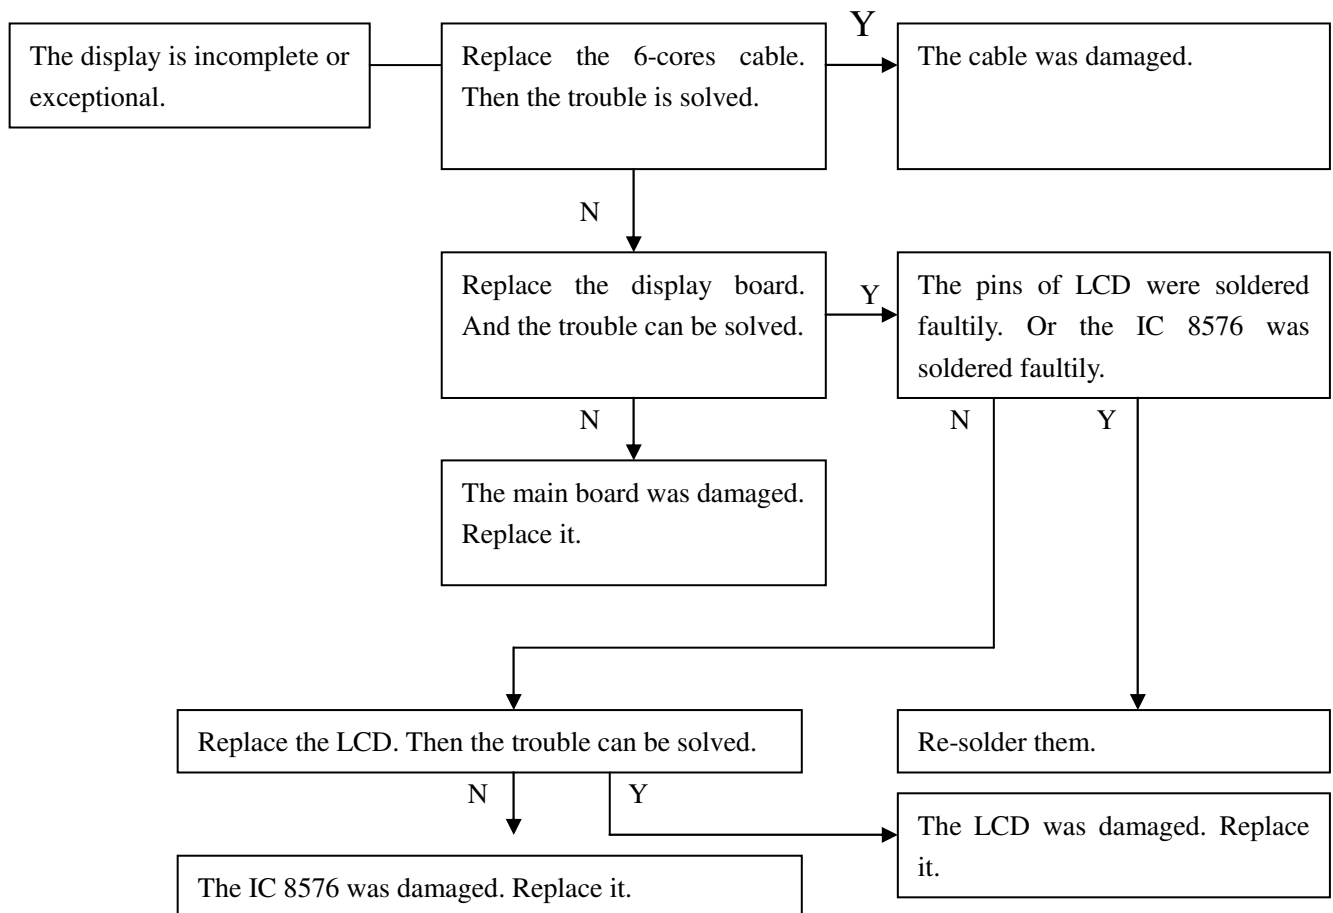 The display is incomplete or
exceptional.
Replace the 6-cores cable.
Then the trouble is solved.
Y
The cable was damaged.
N
Replace the display board.
And the trouble can be solved.
Y
The pins of LCD were soldered
faultily. Or the IC 8576 was
soldered faultily.
N
N
Y
The main board was damaged.
Replace it.
Replace the LCD. Then the trouble can be solved.
Re-solder them.
N
Y
The LCD was damaged. Replace
it.
The IC 8576 was damaged. Replace it.